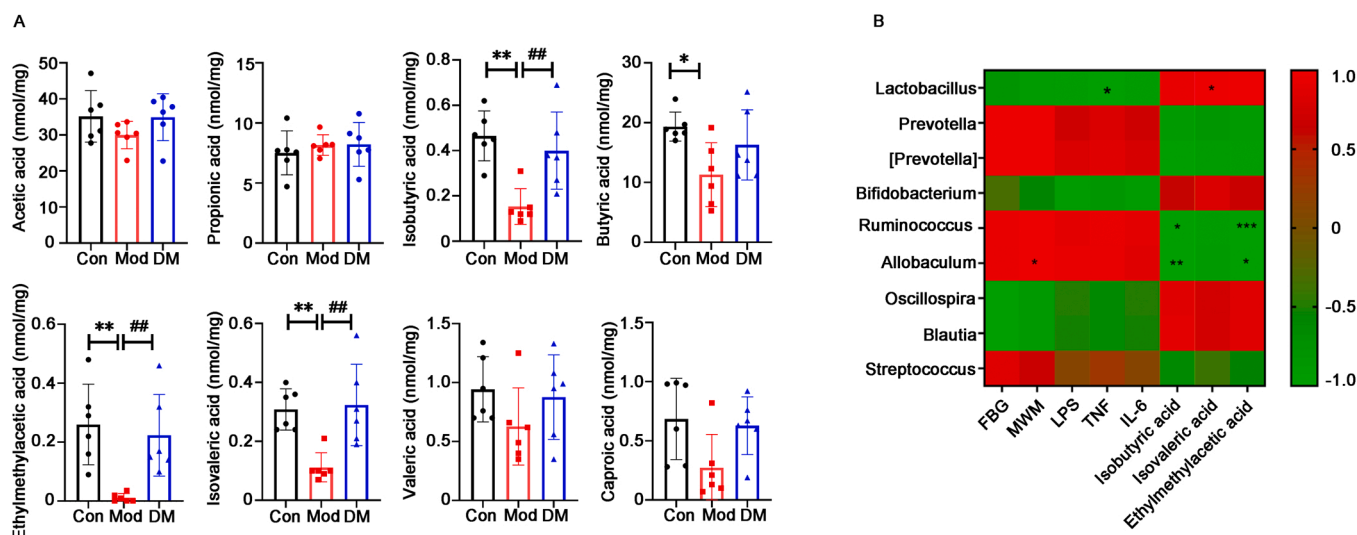 A
Acetic acid (nmol/mg)
50
40
30
20
10
0
Con Mod DM
Propionic acid (nmol/mg)
15
10
5
0
Con Mod DM
Isobutyric acid (nmol/mg)
0.8
0.6
0.4
0.2
0.0
** ##
Con Mod DM
Butyric acid (nmol/mg)
30
20
10
0
*
Con Mod DM
Ethylmethylacetic acid (nmol/mg)
0.6
0.4
0.2
0.0
** ##
Con Mod DM
Isovaleric acid (nmol/mg)
0.6
0.4
0.2
0.0
** ##
Con Mod DM
Valeric acid (nmol/mg)
1.5
1.0
0.5
0.0
Con Mod DM
Caproic acid (nmol/mg)
1.5
1.0
0.5
0.0
Con Mod DM
B
Lactobacillus * *
Prevotella
[Prevotella]
Bifidobacterium
Ruminococcus * ***
Allobaculum * ** *
Oscillospira
Blautia
Streptococcus
FBG
MWM
LPS
TNF
IL-6
Isobutyric acid
Isovaleric acid
Ethylmethylacetic acid
1.0
0.5
0
-0.5
-1.0